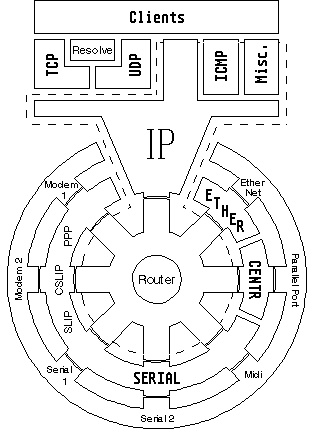 Clients
TCP
Resolve
UDP
ICMP
Misc.
IP
Modem 1
Ether Net
ETHER
PPP
Modem 2
CSLIP
Router
CENTR
Parallel Port
SLIP
Serial 1
SERIAL
Midi
Serial 2